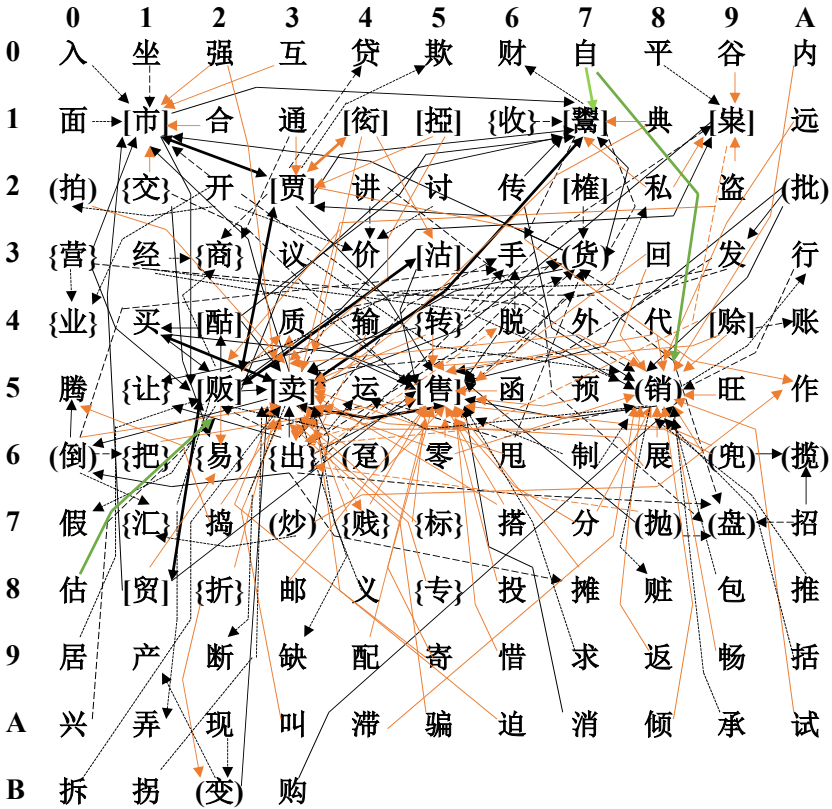 0 1 2 3 4 5 6 7 8 9 A
0 入 坐 强 互 贷 欺 财 自 平 谷 内
1 面 [市] 合 通 [衒] [挜] {收} [鬻] 典 [粜] 远
2 (拍) {交} 开 [贾] 讲 讨 传 [榷] 私 盗 (批)
3 {营} 经 {商} 议 价 [沽] 手 (货) 回 发 行
4 {业} 买 [酤] 质 输 {转} 脱 外 代 [赊] 账
5 腾 {让} [贩] [卖] 运 [售] 函 预 (销) 旺 作
6 (倒) {把} {易} {出} (趸) 零 甩 制 展 (兜) (揽)
7 假 {汇} 捣 (炒) {贱} {标} 搭 分 (抛) (盘) 招
8 估 [贸] {折} 邮 义 {专} 投 摊 赃 包 推
9 居 产 断 缺 配 寄 惜 求 返 畅 括
A 兴 弄 现 叫 滞 骗 迫 消 倾 承 试
B 拆 拐 (变) 购